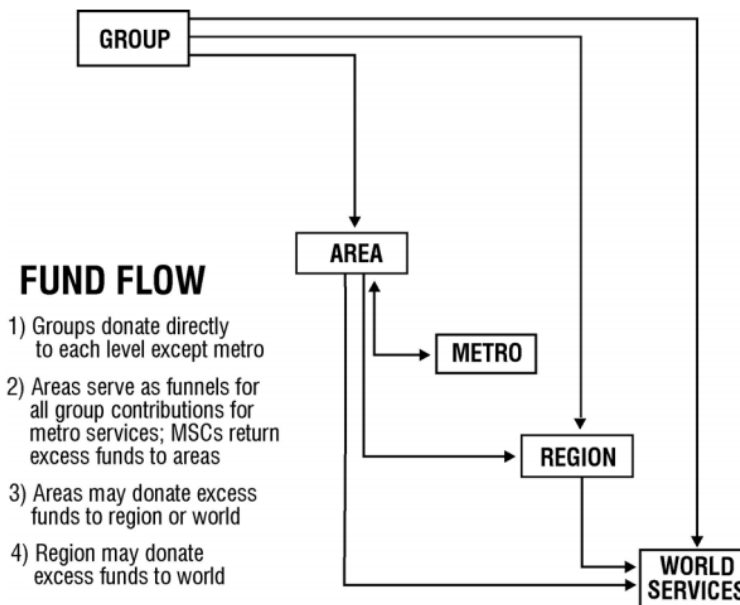 GROUP
AREA
FUND FLOW
1) Groups donate directly
to each level except metro
METRO
2) Areas serve as funnels for
all group contributions for
metro services; MSCs return
excess funds to areas
REGION
3) Areas may donate excess
funds to region or world
4) Region may donate
excess funds to world
WORLD
SERVICES